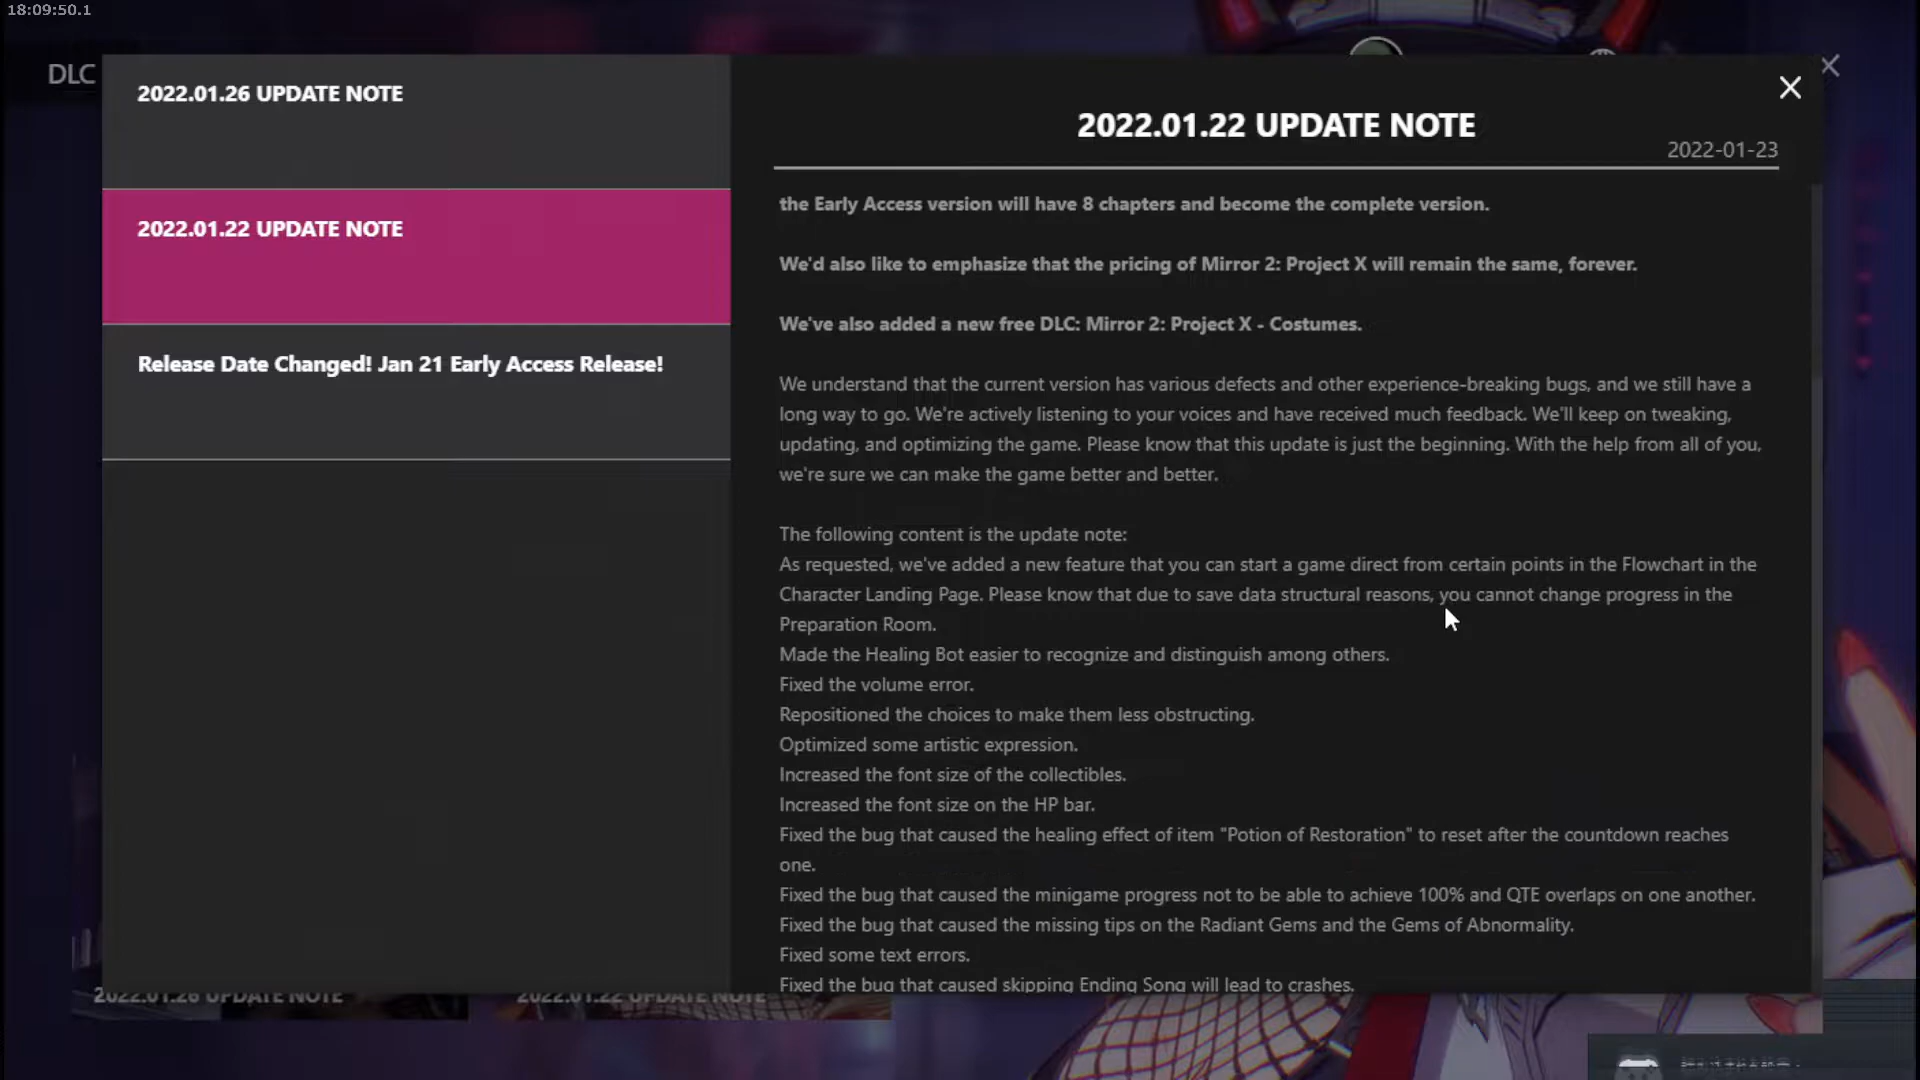 18:09:50.1
DLC
2022.01.26 UPDATE NOTE
2022.01.22 UPDATE NOTE
Release Date Changed! Jan 21 Early Access Release!
2022.01.22 UPDATE NOTE
2022-01-23
the Early Access version will have 8 chapters and become the complete version.
We'd also like to emphasize that the pricing of Mirror 2: Project X will remain the same, forever.
We've also added a new free DLC: Mirror 2: Project X - Costumes.
We understand that the current version has various defects and other experience-breaking bugs, and we still have a
long way to go. We're actively listening to your voices and have received much feedback. We'll keep on tweaking,
updating, and optimizing the game. Please know that this update is just the beginning. With the help from all of you,
we're sure we can make the game better and better.
The following content is the update note:
As requested, we've added a new feature that you can start a game direct from certain points in the Flowchart in the
Character Landing Page. Please know that due to save data structural reasons, you cannot change progress in the
Preparation Room.
Made the Healing Bot easier to recognize and distinguish among others.
Fixed the volume error.
Repositioned the choices to make them less obstructing.
Optimized some artistic expression.
Increased the font size of the collectibles.
Increased the font size on the HP bar.
Fixed the bug that caused the healing effect of item "Potion of Restoration" to reset after the countdown reaches
one.
Fixed the bug that caused the minigame progress not to be able to achieve 100% and QTE overlaps on one another.
Fixed the bug that caused the missing tips on the Radiant Gems and the Gems of Abnormality.
Fixed some text errors.
Fixed the bug that caused skipping Ending Song will lead to crashes.
2022.01.26 UPDATE NOTE
2022.01.22 UPDATE NOTE